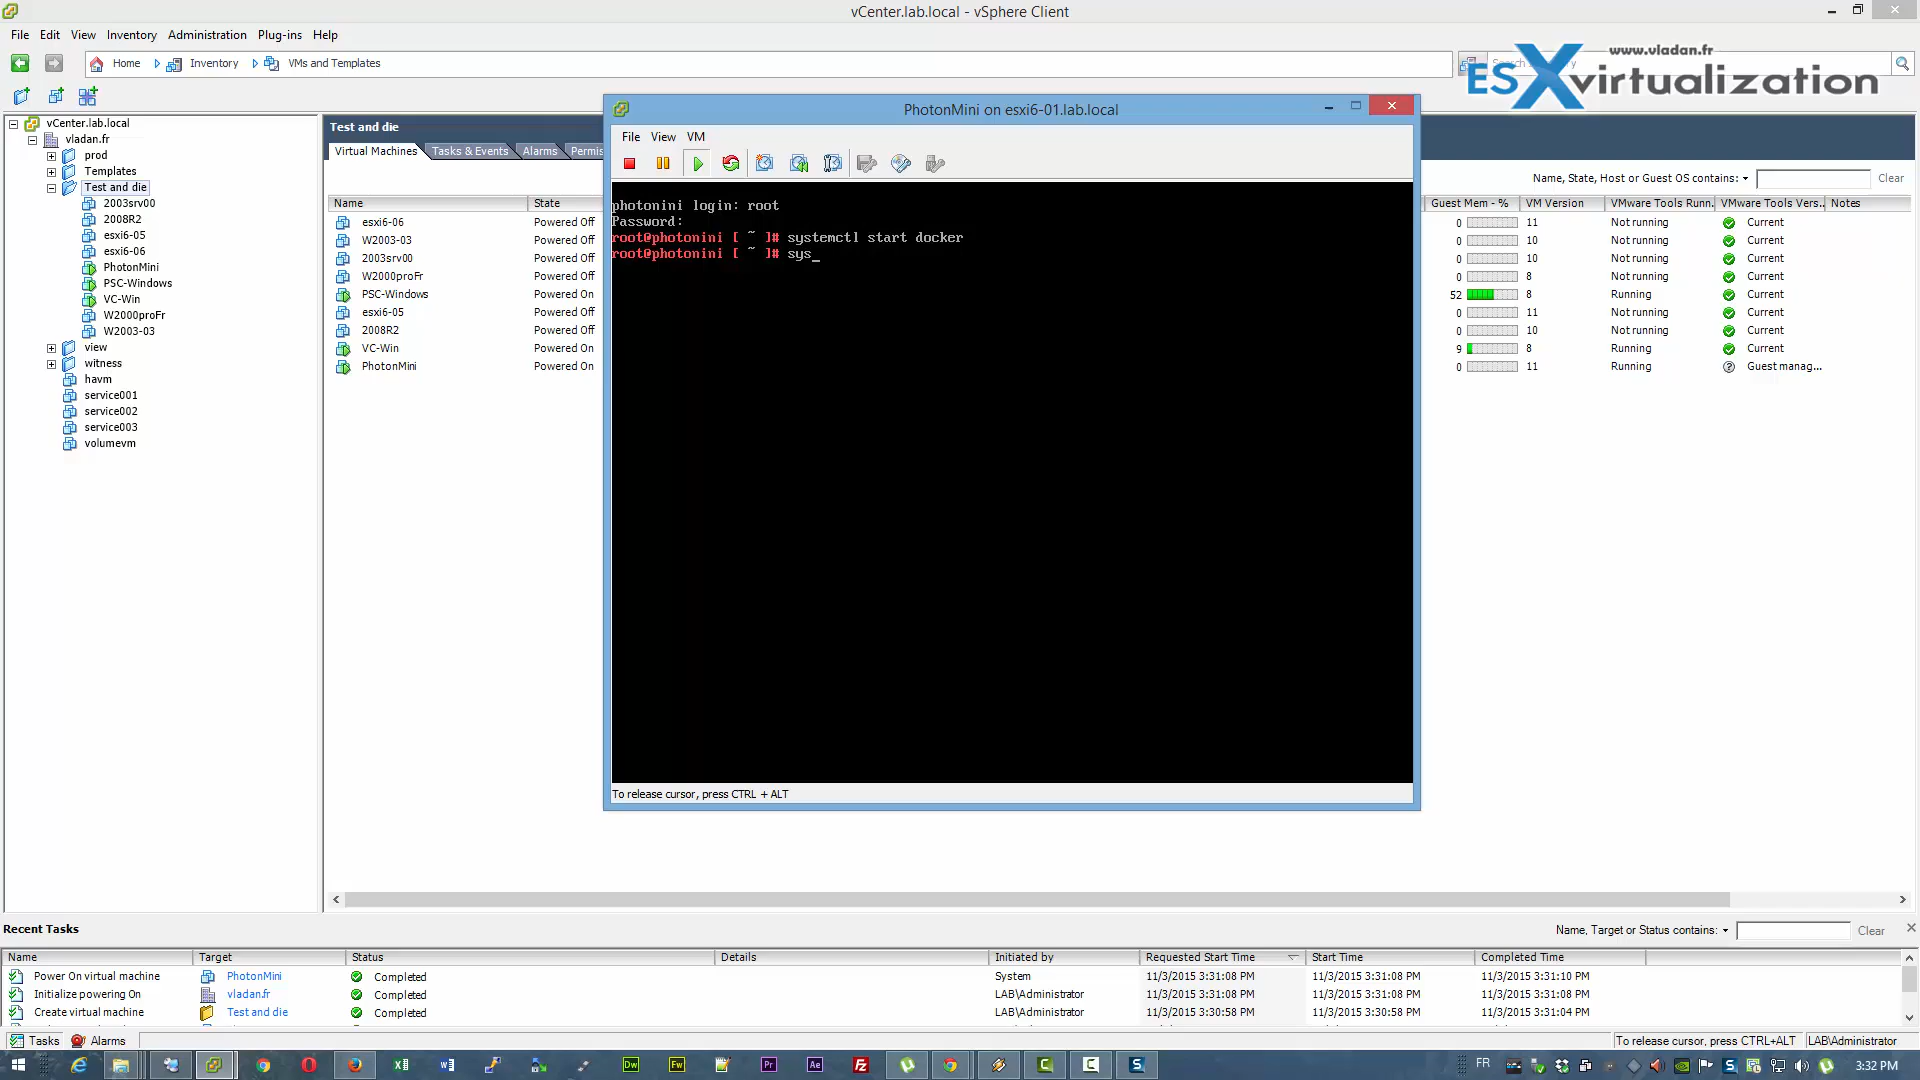 vCenter.lab.local - vSphere Client
File Edit View Inventory Administration Plug-ins Help
www.vladan.fr
ESXvirtualization
Home Inventory VMs and Templates
vCenter.lab.local
vladan.fr
prod
Templates
Test and die
2003srv00
2008R2
esxi6-05
esxi6-06
PhotonMini
PSC-Windows
VC-Win
W2000proFr
W2003-03
view
witness
havm
service001
service002
service003
volumevm
Test and die
Virtual Machines Tasks & Events Alarms Permis
Name, State, Host or Guest OS contains: Clear
Name State Guest Mem - % VM Version VMware Tools Runn... VMware Tools Vers... Notes
esxi6-06 Powered Off 0 11 Not running Current
W2003-03 Powered Off 0 10 Not running Current
2003srv00 Powered Off 0 10 Not running Current
W2000proFr Powered Off 0 8 Not running Current
PSC-Windows Powered On 52 8 Running Current
esxi6-05 Powered Off 0 11 Not running Current
2008R2 Powered Off 0 10 Not running Current
VC-Win Powered On 9 8 Running Current
PhotonMini Powered On 0 11 Running Guest manag...
PhotonMini on esxi6-01.lab.local
File View VM
photonini login: root
Password:
root@photonini [ ~ ]# systemctl start docker
root@photonini [ ~ ]# sys_
To release cursor, press CTRL + ALT
Recent Tasks
Name, Target or Status contains: Clear
Name Target Status Details Initiated by Requested Start Time Start Time Completed Time
Power On virtual machine PhotonMini Completed System 11/3/2015 3:31:08 PM 11/3/2015 3:31:08 PM 11/3/2015 3:31:10 PM
Initialize powering On vladan.fr Completed LAB\Administrator 11/3/2015 3:31:08 PM 11/3/2015 3:31:08 PM 11/3/2015 3:31:08 PM
Create virtual machine Test and die Completed LAB\Administrator 11/3/2015 3:30:58 PM 11/3/2015 3:30:58 PM 11/3/2015 3:31:04 PM
Tasks Alarms
To release cursor, press CTRL+ALT LAB\Administrator
Dw Fw Pr Ae Fz
FR
3:32 PM